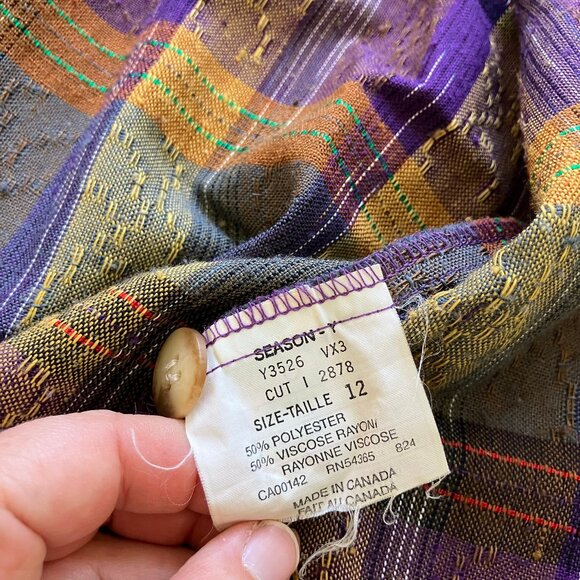 SEASON - Y
Y3526 VX3
CUT I 2878
SIZE-TAILLE 12
50% POLYESTER
50% VISCOSE RAYON/
RAYONNE VISCOSE
CA00142 RN54365 824
MADE IN CANADA
FAIT AU CANADA